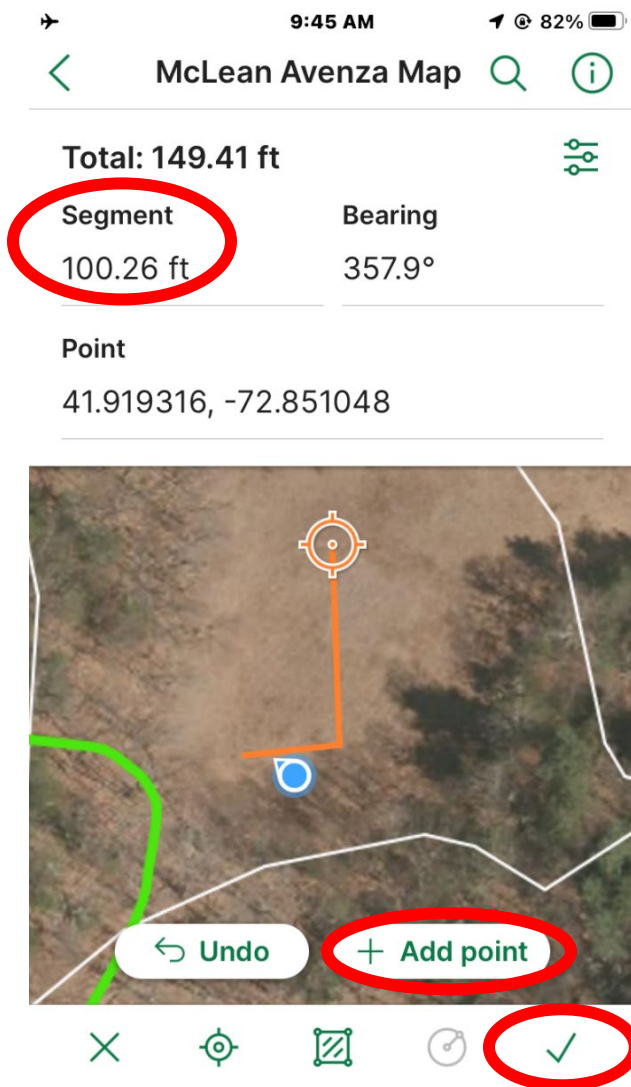 9:45 AM 82%
McLean Avenza Map
Total: 149.41 ft
Segment Bearing
100.26 ft 357.9°
Point
41.919316, -72.851048
Undo + Add point